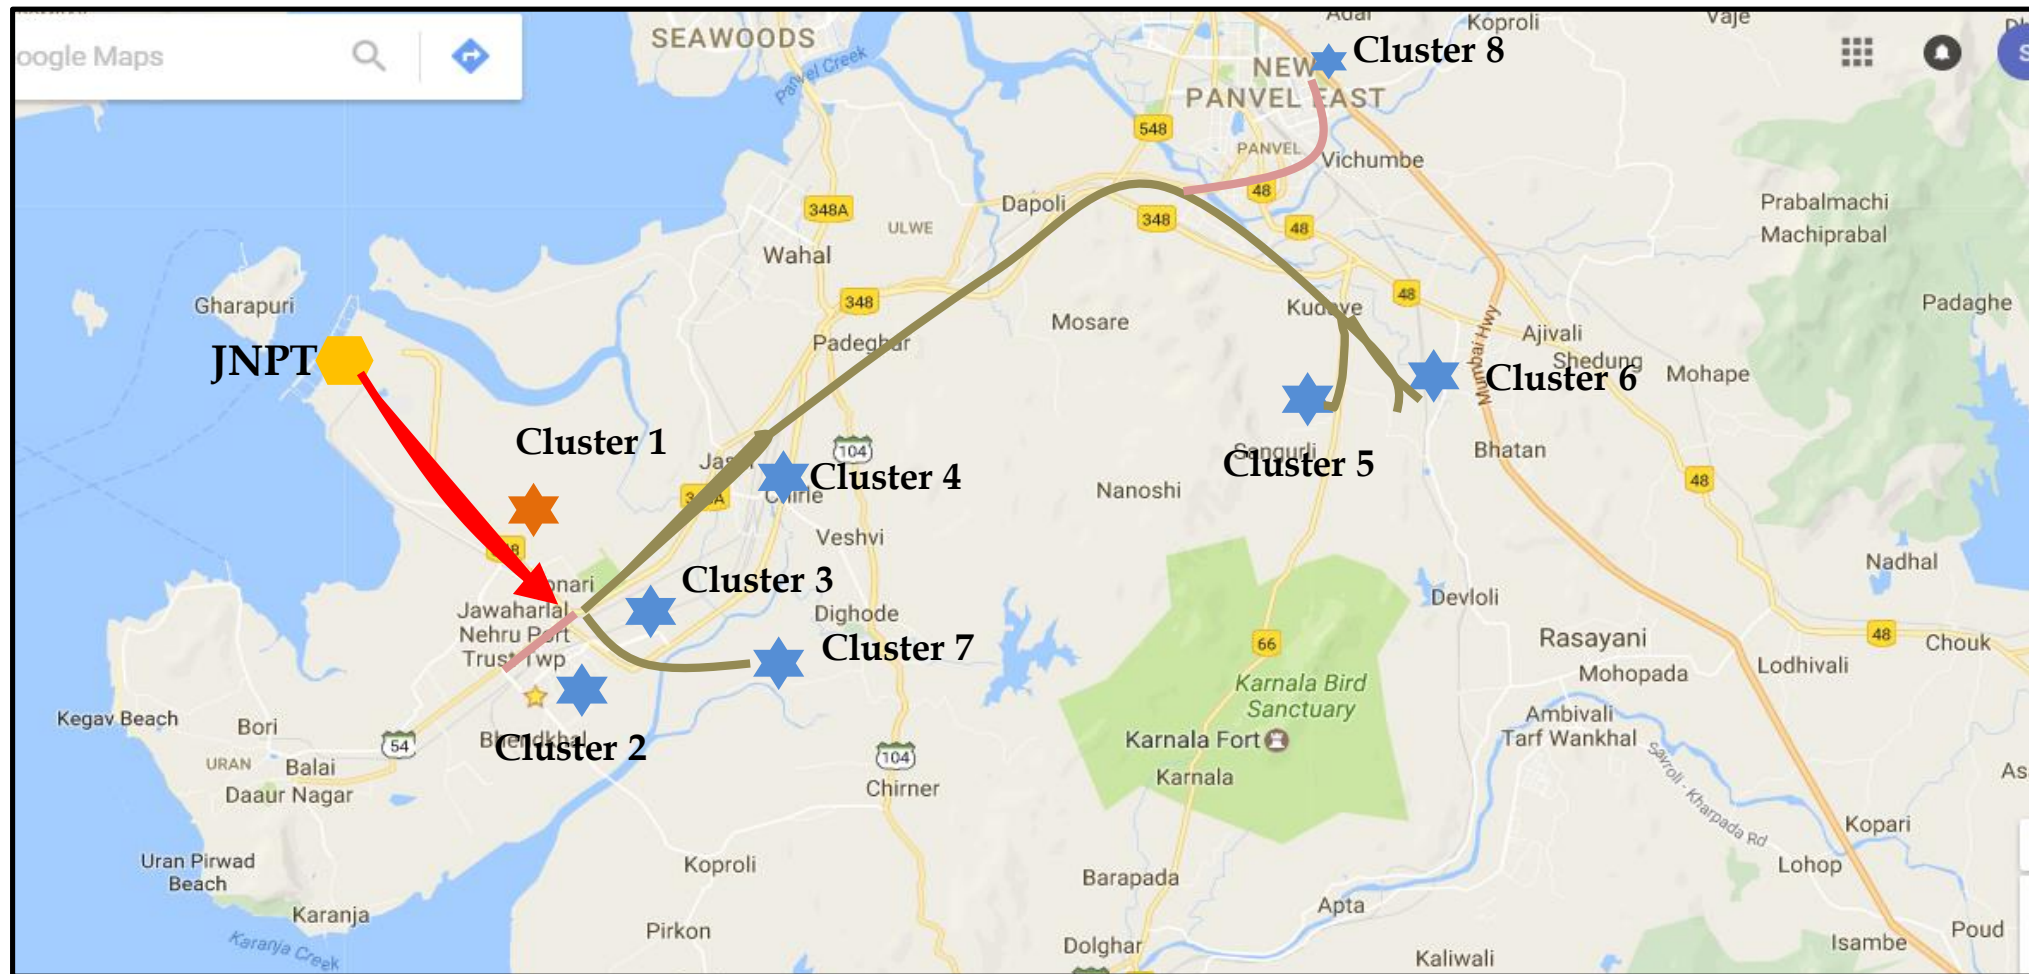 oogle Maps
SEAWOODS
Panvel Creek
Koproli
Vaje
Cluster 8
NEW
PANVEL EAST
548
PANVEL
Vichumbe
48
Dapoli
348A
ULWE
348
48
Prabalmachi
Machiprabal
Wahal
Gharapuri
348
48
Padaghe
Mosare
Ajivali
Padeghar
Shedung
Mohape
JNPT
Mumbai Hwy
Cluster 6
Cluster 1
104
Cluster 4
Cluster 5
Bhatan
Nanoshi
48
Veshvi
Nadhal
Cluster 3
Jawaharlal
Nehru Port
Trust Twp
Dighode
Devloli
66
Rasayani
48
Chouk
Cluster 7
Mohopada
Lodhivali
Karnala Bird
Sanctuary
Kegav Beach
Bori
54
Cluster 2
Karnala Fort
Ambivali
Tarf Wankhal
URAN
Balai
104
Karnala
Savroli - Kharpada Rd
Daaur Nagar
Chirner
Kopari
Uran Pirwad
Beach
Koproli
Barapada
Lohop
Karanja
Apta
Karanja Creek
Pirkon
Dolghar
Kaliwali
Isambe
Poud